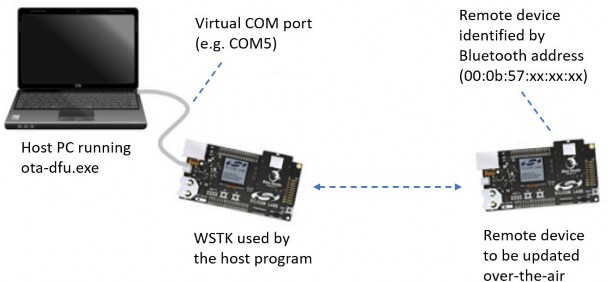 Virtual COM port
(e.g. COM5)
Remote device
identified by
Bluetooth address
(00:0b:57:xx:xx:xx)
Host PC running
ota-dfu.exe
WSTK used by
the host program
Remote device
to be updated
over-the-air